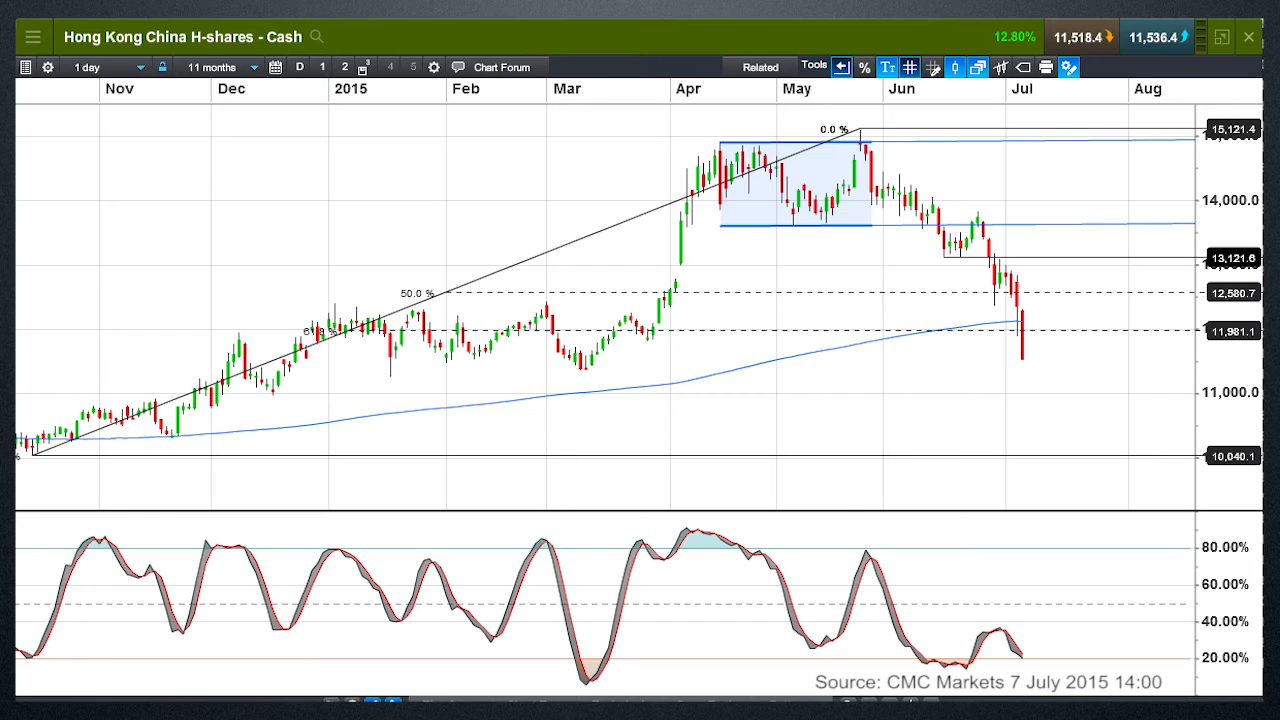 Hong Kong China H-shares - Cash 12.80% 11,518.4 11,536.4
1 day 11 months D 1 2 3 4 5 Chart Forum Related Tools % TT
Nov Dec 2015 Feb Mar Apr May Jun Jul Aug
0.0 % 15,121.4
14,000.0
13,121.6
50.0 % 12,580.7
61.8 % 11,981.1
11,000.0
% 10,040.1
80.00%
60.00%
40.00%
20.00%
Source: CMC Markets 7 July 2015 14:00